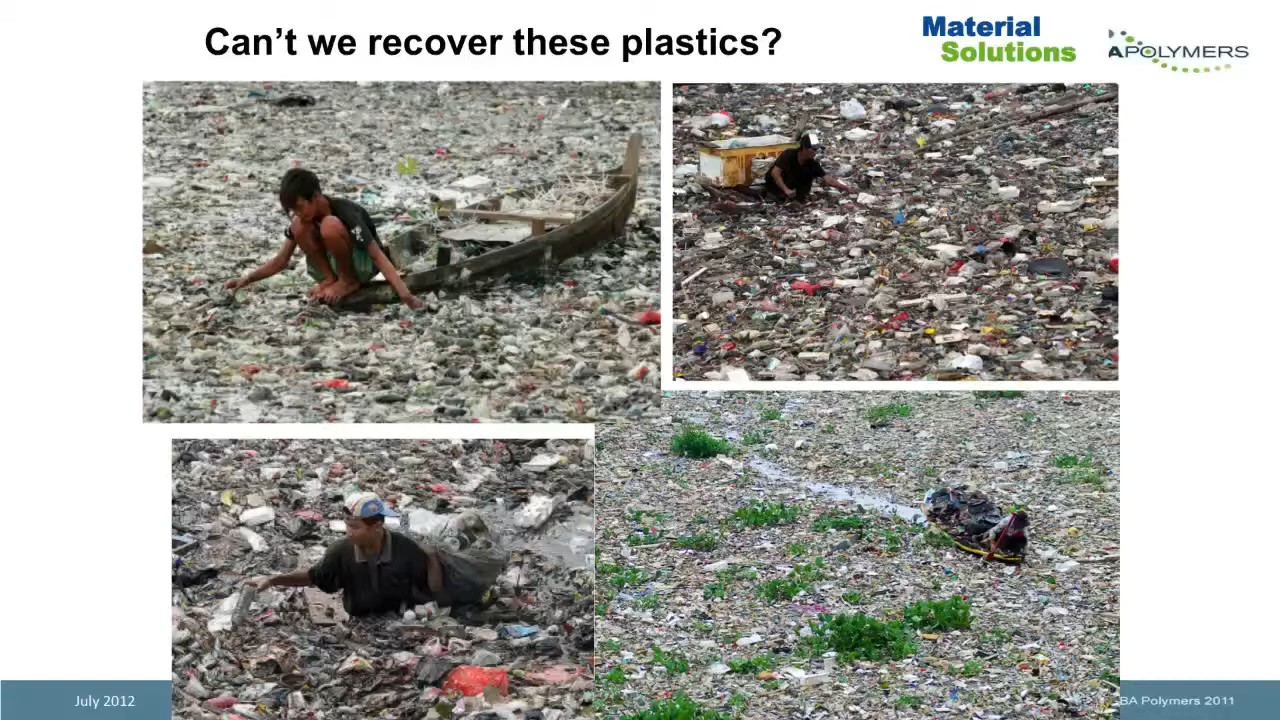 Can't we recover these plastics?
Material
Solutions
APOLYMERS
July 2012
BA Polymers 2011